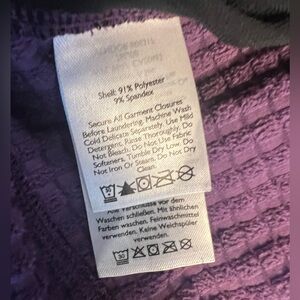 Shell: 91% Polyester
9% Spandex
Secure All Garment Closures
Before Laundering. Machine Wash
Cold Delicate Separately. Use Mild
Detergent. Rinse Thoroughly. Do
Not Bleach. Do Not Use Fabric
Softeners. Tumble Dry Low. Do
Not Iron Or Steam. Do Not Dry
Clean.
Alle Verschlüsse vor dem
Waschen schließen. Mit ähnlichen
Farben waschen. Feinwaschmittel
verwenden. Keine Weichspüler
verwenden.
30